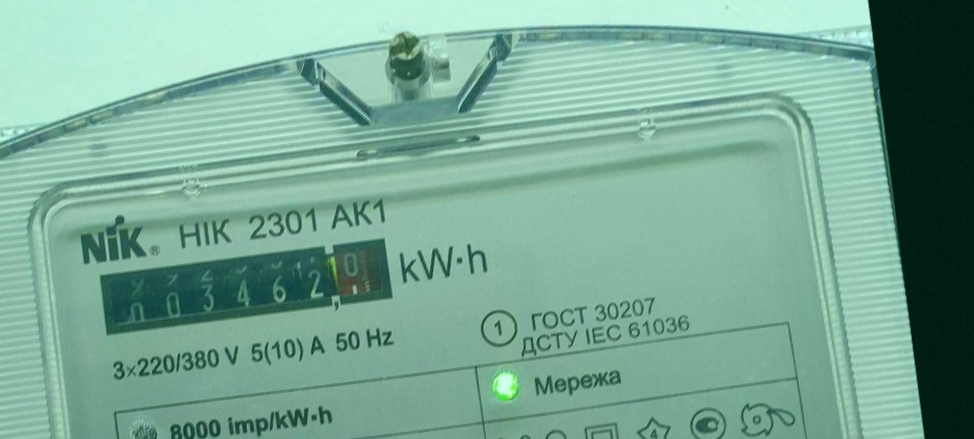 NiK® НІК 2301 АК1
003462,0 kW·h
3×220/380 V 5(10) A 50 Hz
1 ГОСТ 30207
ДСТУ IEC 61036
Мережа
8000 imp/kW·h